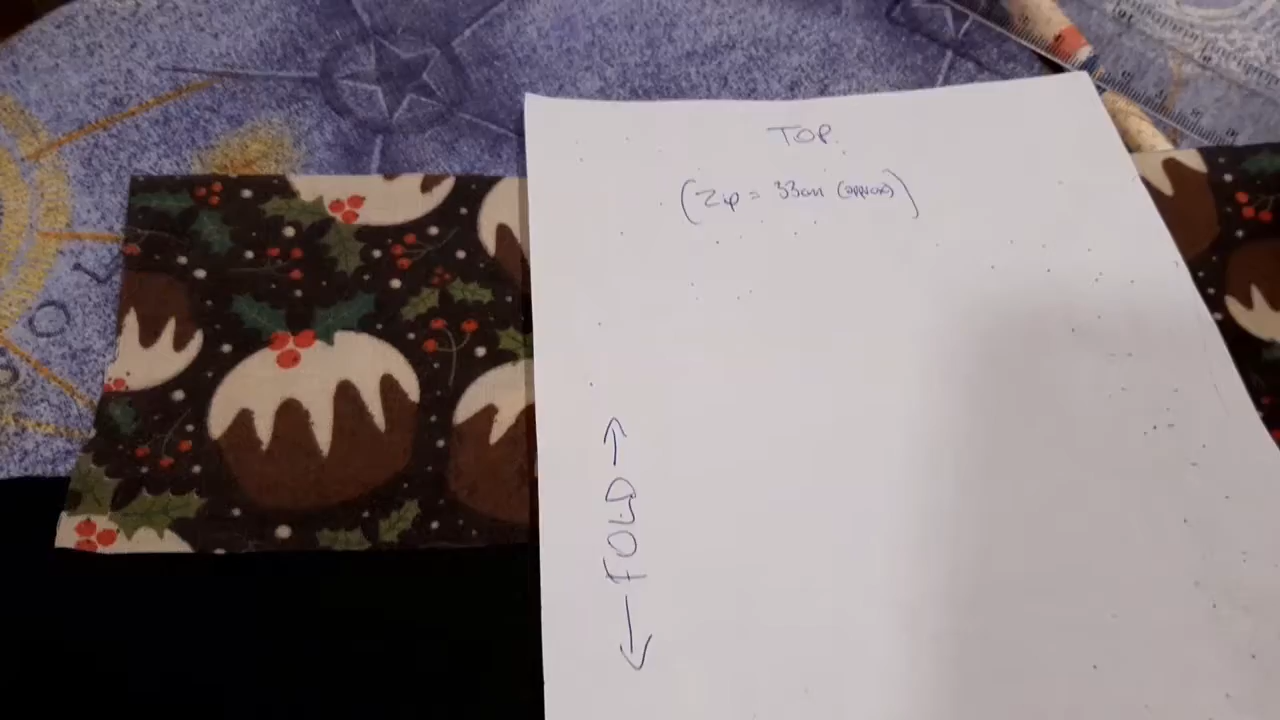 TOP.
(Zip = 33cm (approx))
← FOLD →